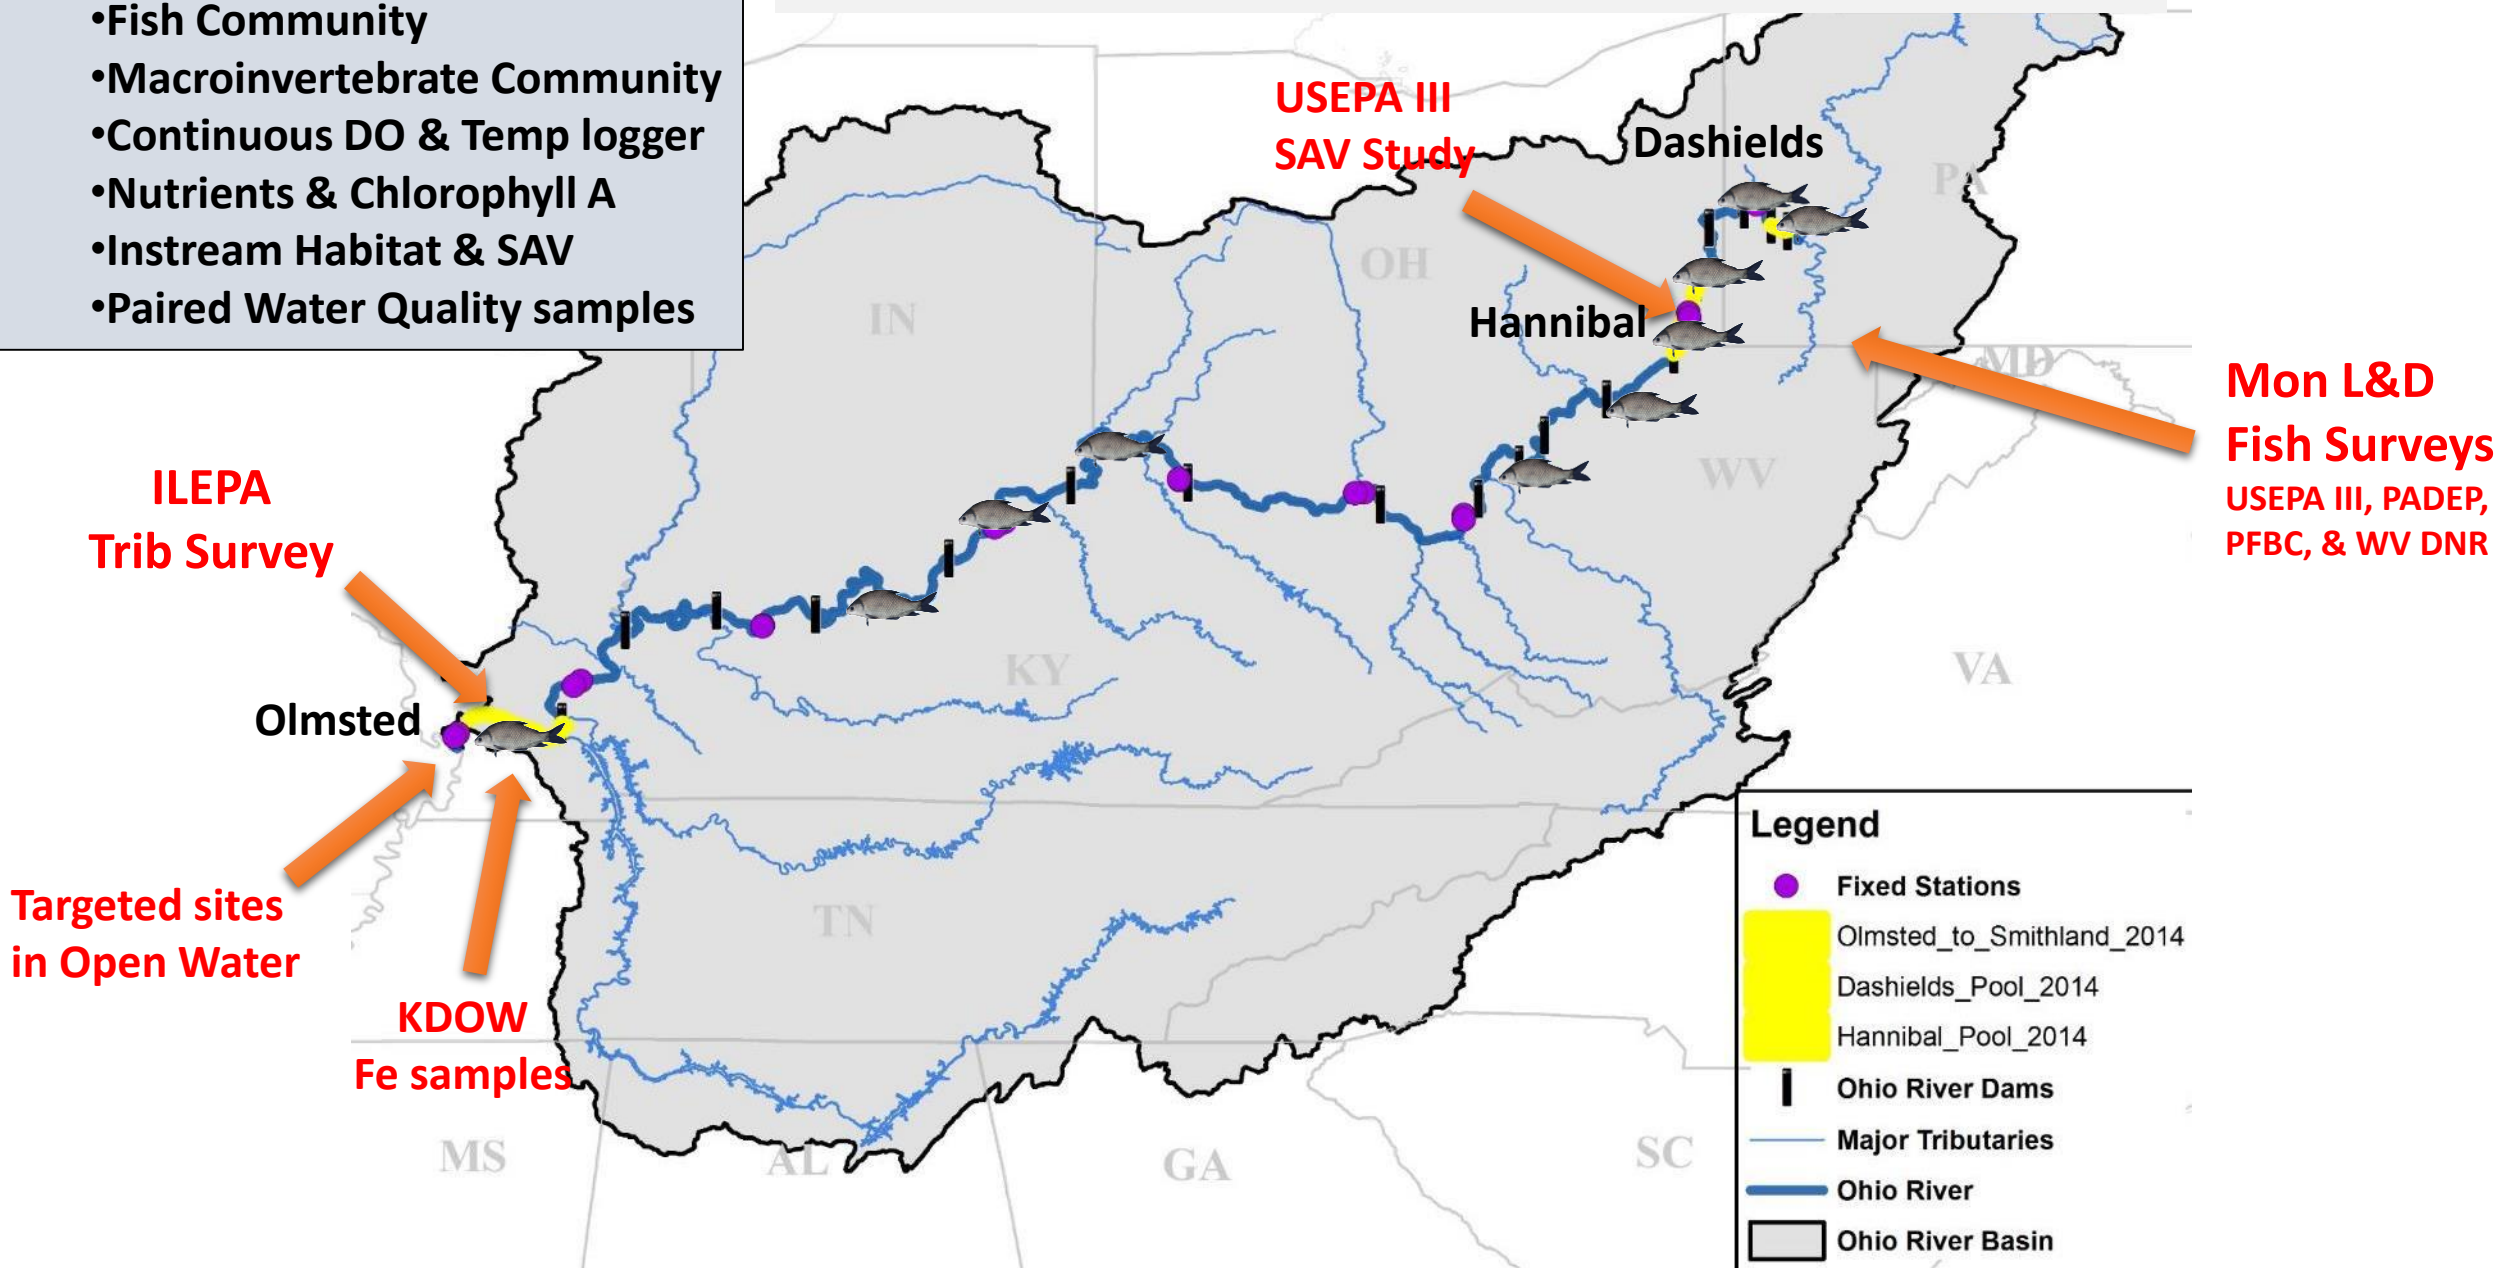 •Fish Community
•Macroinvertebrate Community
•Continuous DO & Temp logger
•Nutrients & Chlorophyll A
•Instream Habitat & SAV
•Paired Water Quality samples
USEPA III
SAV Study
Dashields
PA
OH
IN
Hannibal
MD
Mon L&D
Fish Surveys
USEPA III, PADEP,
PFBC, & WV DNR
WV
ILEPA
Trib Survey
KY
VA
Olmsted
Targeted sites
in Open Water
TN
KDOW
Fe samples
MS
AL
GA
SC
Legend
Fixed Stations
Olmsted_to_Smithland_2014
Dashields_Pool_2014
Hannibal_Pool_2014
Ohio River Dams
Major Tributaries
Ohio River
Ohio River Basin